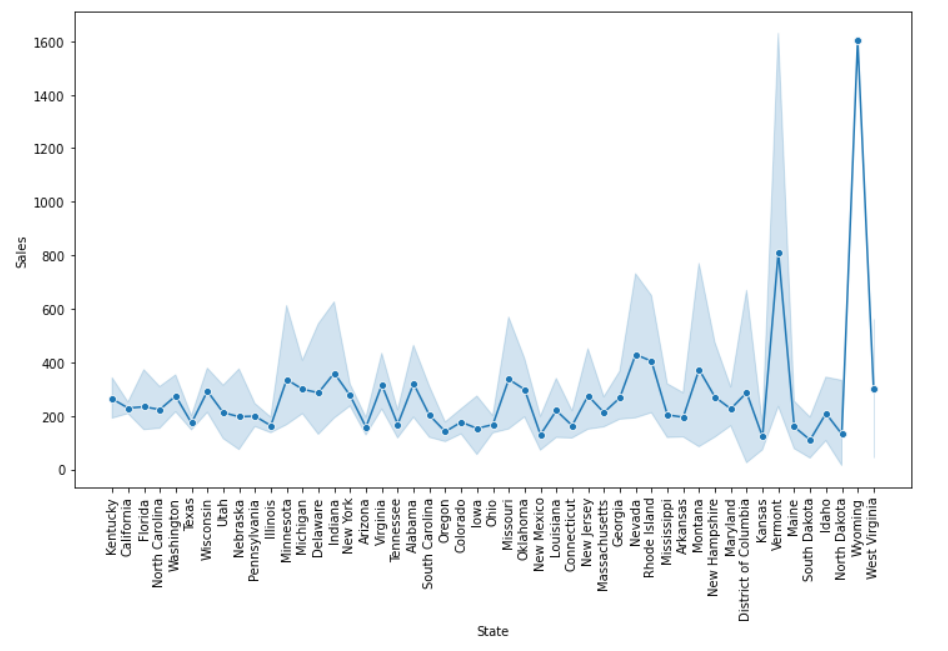 1600
1400
1200
1000
800
600
400
200
0
Sales
Kentucky
California
Florida
North Carolina
Washington
Texas
Wisconsin
Utah
Nebraska
Pennsylvania
Illinois
Minnesota
Michigan
Delaware
Indiana
New York
Arizona
Virginia
Tennessee
Alabama
South Carolina
Oregon
Colorado
Iowa
Ohio
Missouri
Oklahoma
New Mexico
Louisiana
Connecticut
New Jersey
Massachusetts
Georgia
Nevada
Rhode Island
Mississippi
Arkansas
Montana
New Hampshire
Maryland
District of Columbia
Kansas
Vermont
Maine
South Dakota
Idaho
North Dakota
Wyoming
West Virginia
State